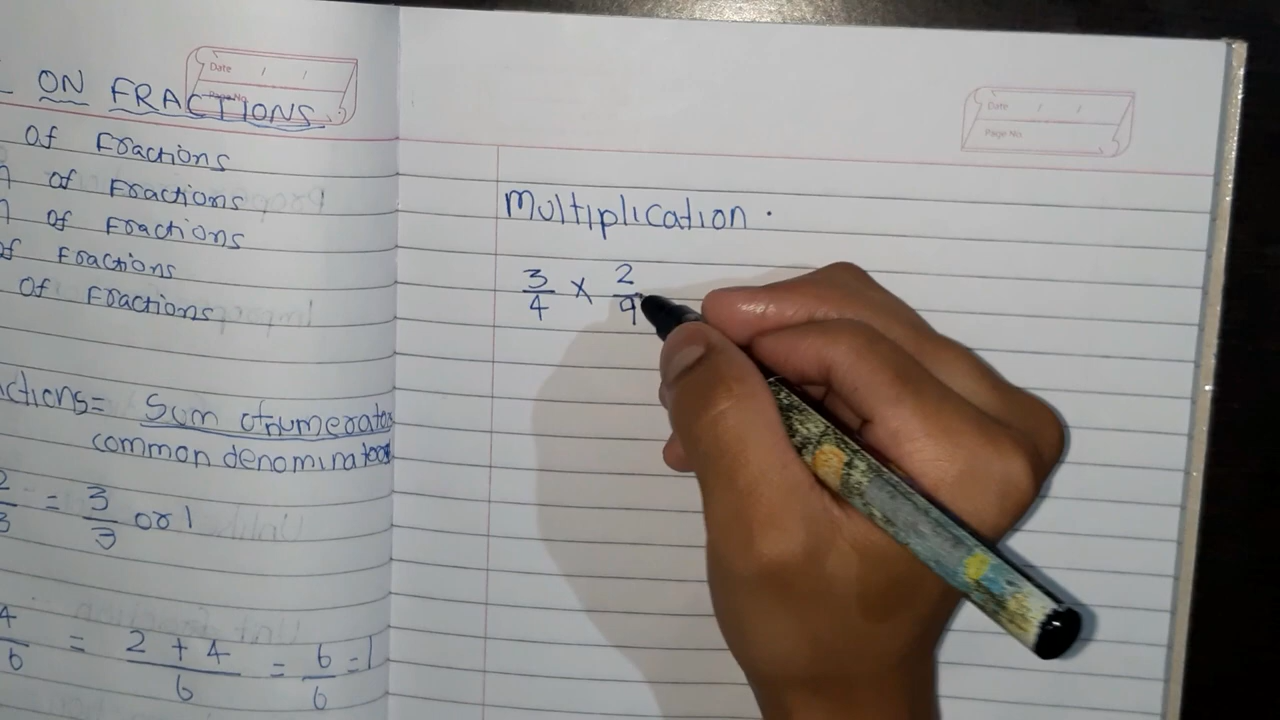 ON FRACTIONS
Date / /
Page No
of Fractions
of Fractions
of Fractions
of Fractions
of Fractions
= Sum of numerator
common denominator
2/3 = 3/3 or 1
4/6 = 2 + 4/6 = 6/6 = 1
Date / /
Page No
Multiplication .
3/4 × 2/9